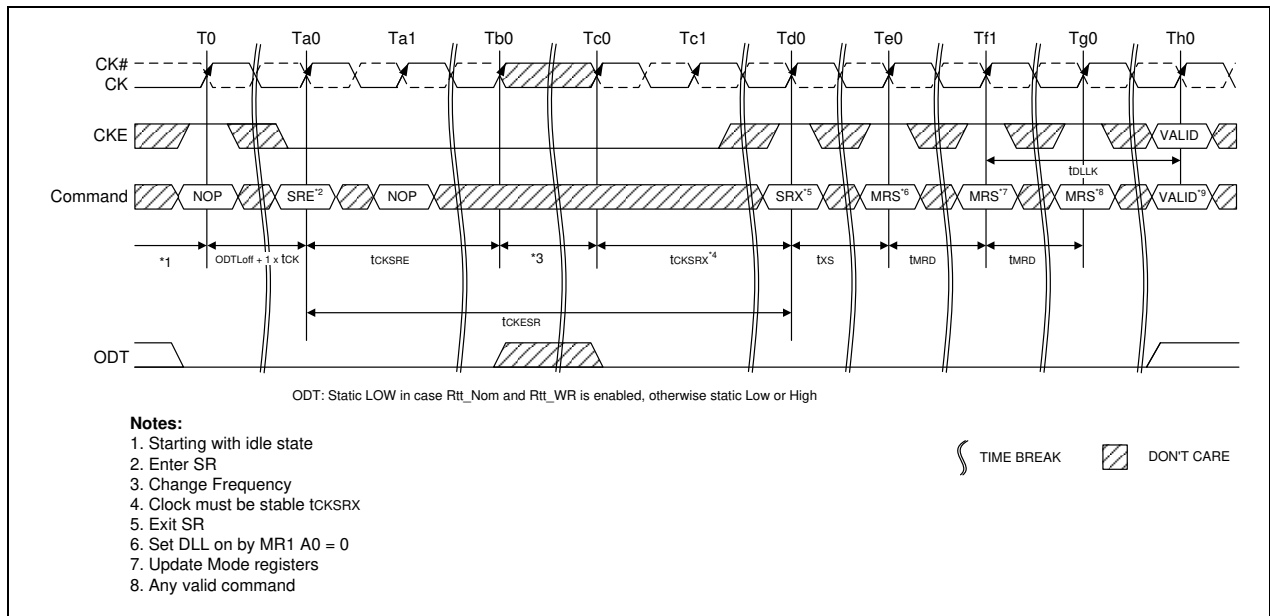 T0 Ta0 Ta1 Tb0 Tc0 Tc1 Td0 Te0 Tf1 Tg0 Th0
CK#
CK
CKE VALID
tDLLK
Command NOP SRE*2 NOP SRX*5 MRS*6 MRS*7 MRS*8 VALID*9
*1 ODTLoff + 1 x tCK tCKSRE *3 tCKSRX*4 tXS tMRD tMRD
tCKESR
ODT
ODT: Static LOW in case Rtt_Nom and Rtt_WR is enabled, otherwise static Low or High
Notes:
1. Starting with idle state
2. Enter SR
3. Change Frequency
4. Clock must be stable tCKSRX
5. Exit SR
6. Set DLL on by MR1 A0 = 0
7. Update Mode registers
8. Any valid command
TIME BREAK DON'T CARE